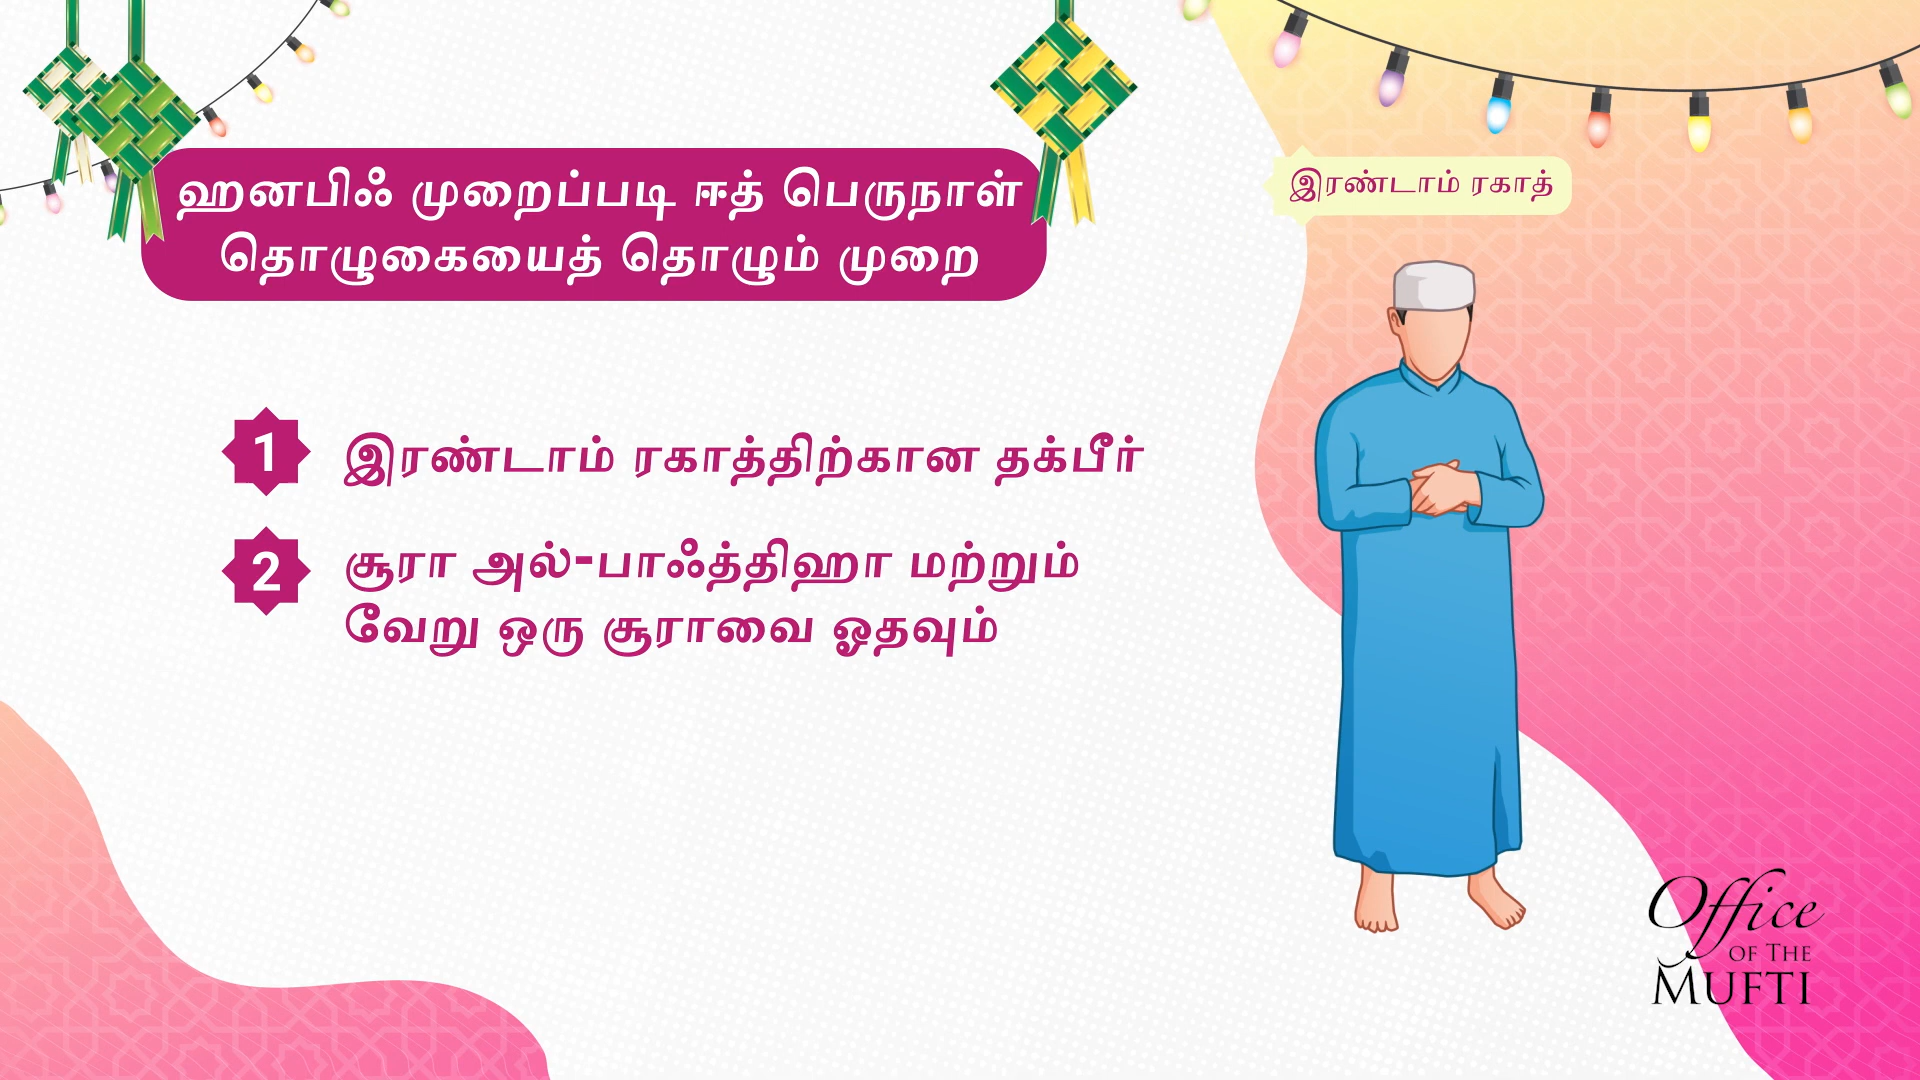 ஹனபிஃ முறைப்படி ஈத் பெருநாள்
தொழுகையைத் தொழும் முறை
இரண்டாம் ரகாத்
1 இரண்டாம் ரகாத்திற்கான தக்பீர்
2 சூரா அல்-பாஃத்திஹா மற்றும்
வேறு ஒரு சூராவை ஓதவும்
Office
OF THE
MUFTI